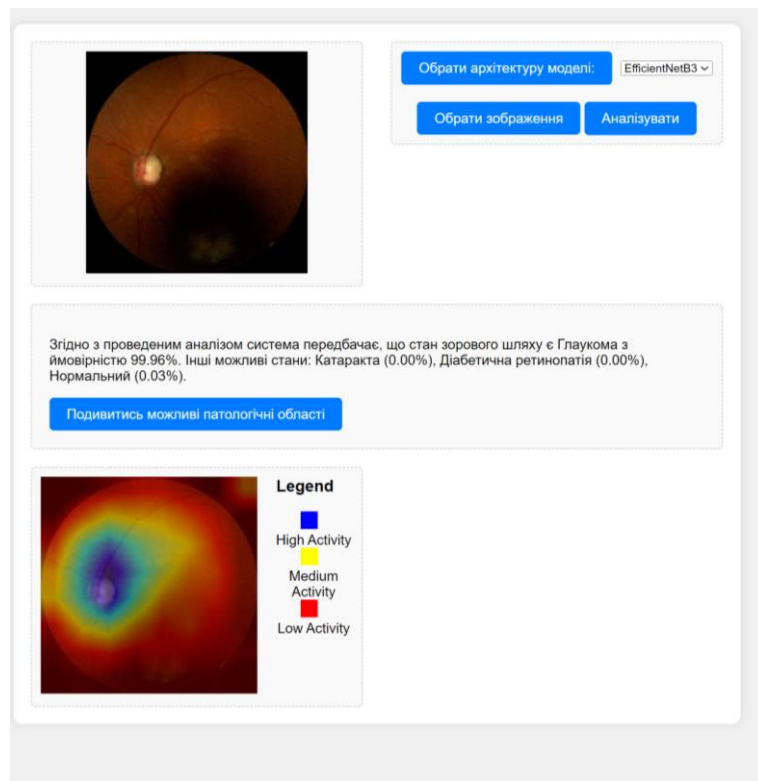 Обрати архітектуру моделі: EfficientNetB3
Обрати зображення Аналізувати
Згідно з проведеним аналізом система передбачає, що стан зорового шляху є Глаукома з
ймовірністю 99.96%. Інші можливі стани: Катаракта (0.00%), Діабетична ретинопатія (0.00%),
Нормальний (0.03%).
Подивитись можливі патологічні області
Legend
High Activity
Medium
Activity
Low Activity